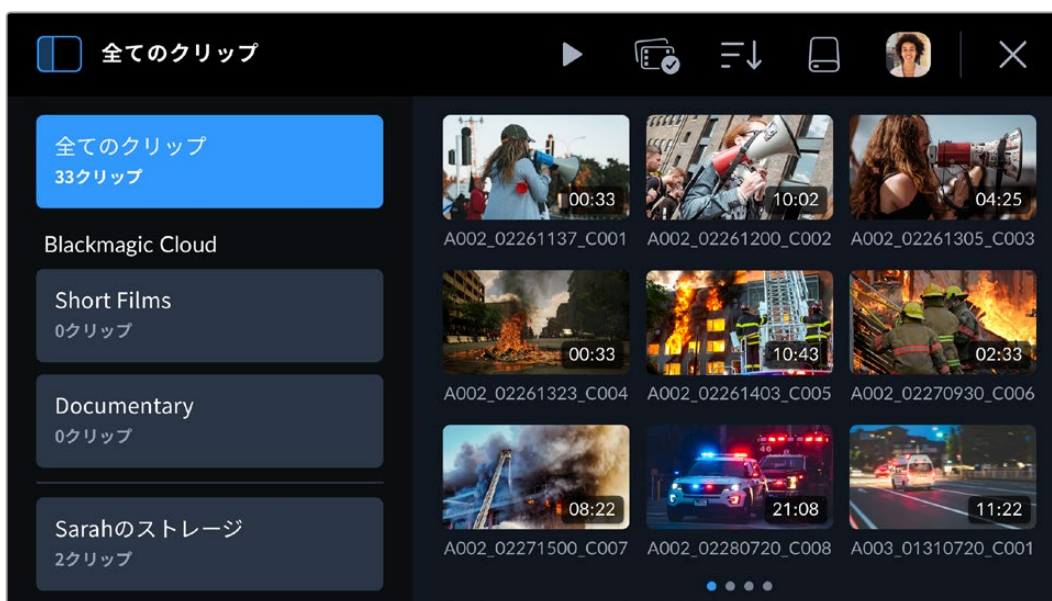 全てのクリップ
全てのクリップ
33クリップ
Blackmagic Cloud
Short Films
0クリップ
Documentary
0クリップ
Sarahのストレージ
2クリップ
00:33
10:02
04:25
A002_02261137_C001
A002_02261200_C002
A002_02261305_C003
00:33
10:43
02:33
A002_02261323_C004
A002_02261403_C005
A002_02270930_C006
08:22
46
21:08
11:22
A002_02271500_C007
A002_02280720_C008
A003_01310720_C001